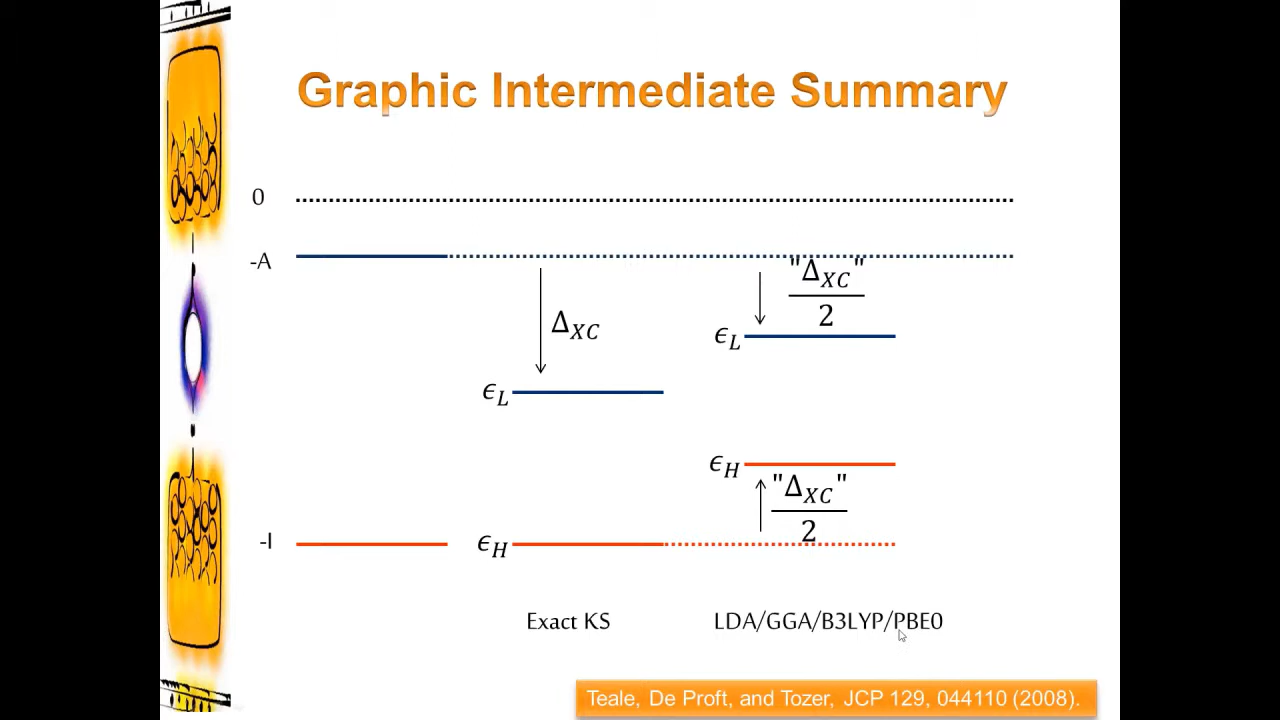 Graphic Intermediate Summary
0
-A
"Δ_XC"
2
Δ_XC
ϵ_L
ϵ_L
ϵ_H
"Δ_XC"
2
-I
ϵ_H
Exact KS
LDA/GGA/B3LYP/PBE0
Teale, De Proft, and Tozer, JCP 129, 044110 (2008).